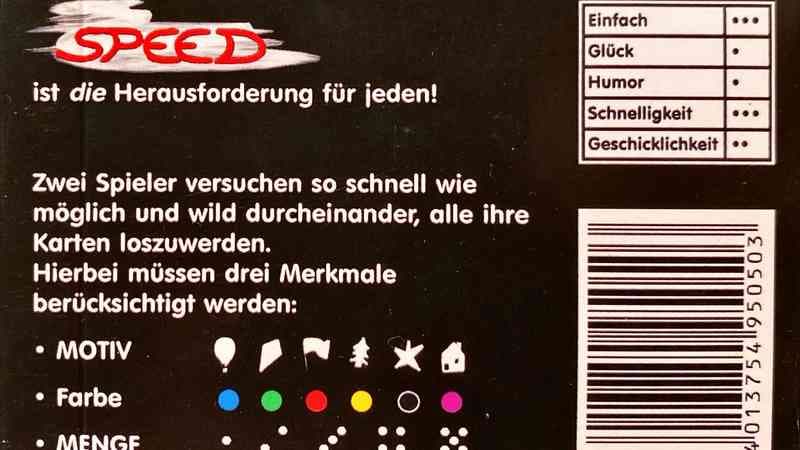 SPEED
ist die Herausforderung für jeden!
Einfach •••
Glück •
Humor •
Schnelligkeit •••
Geschicklichkeit ••
Zwei Spieler versuchen so schnell wie
möglich und wild durcheinander, alle ihre
Karten loszuwerden.
Hierbei müssen drei Merkmale
berücksichtigt werden:
• MOTIV
• Farbe
• MENGE
4013754950503